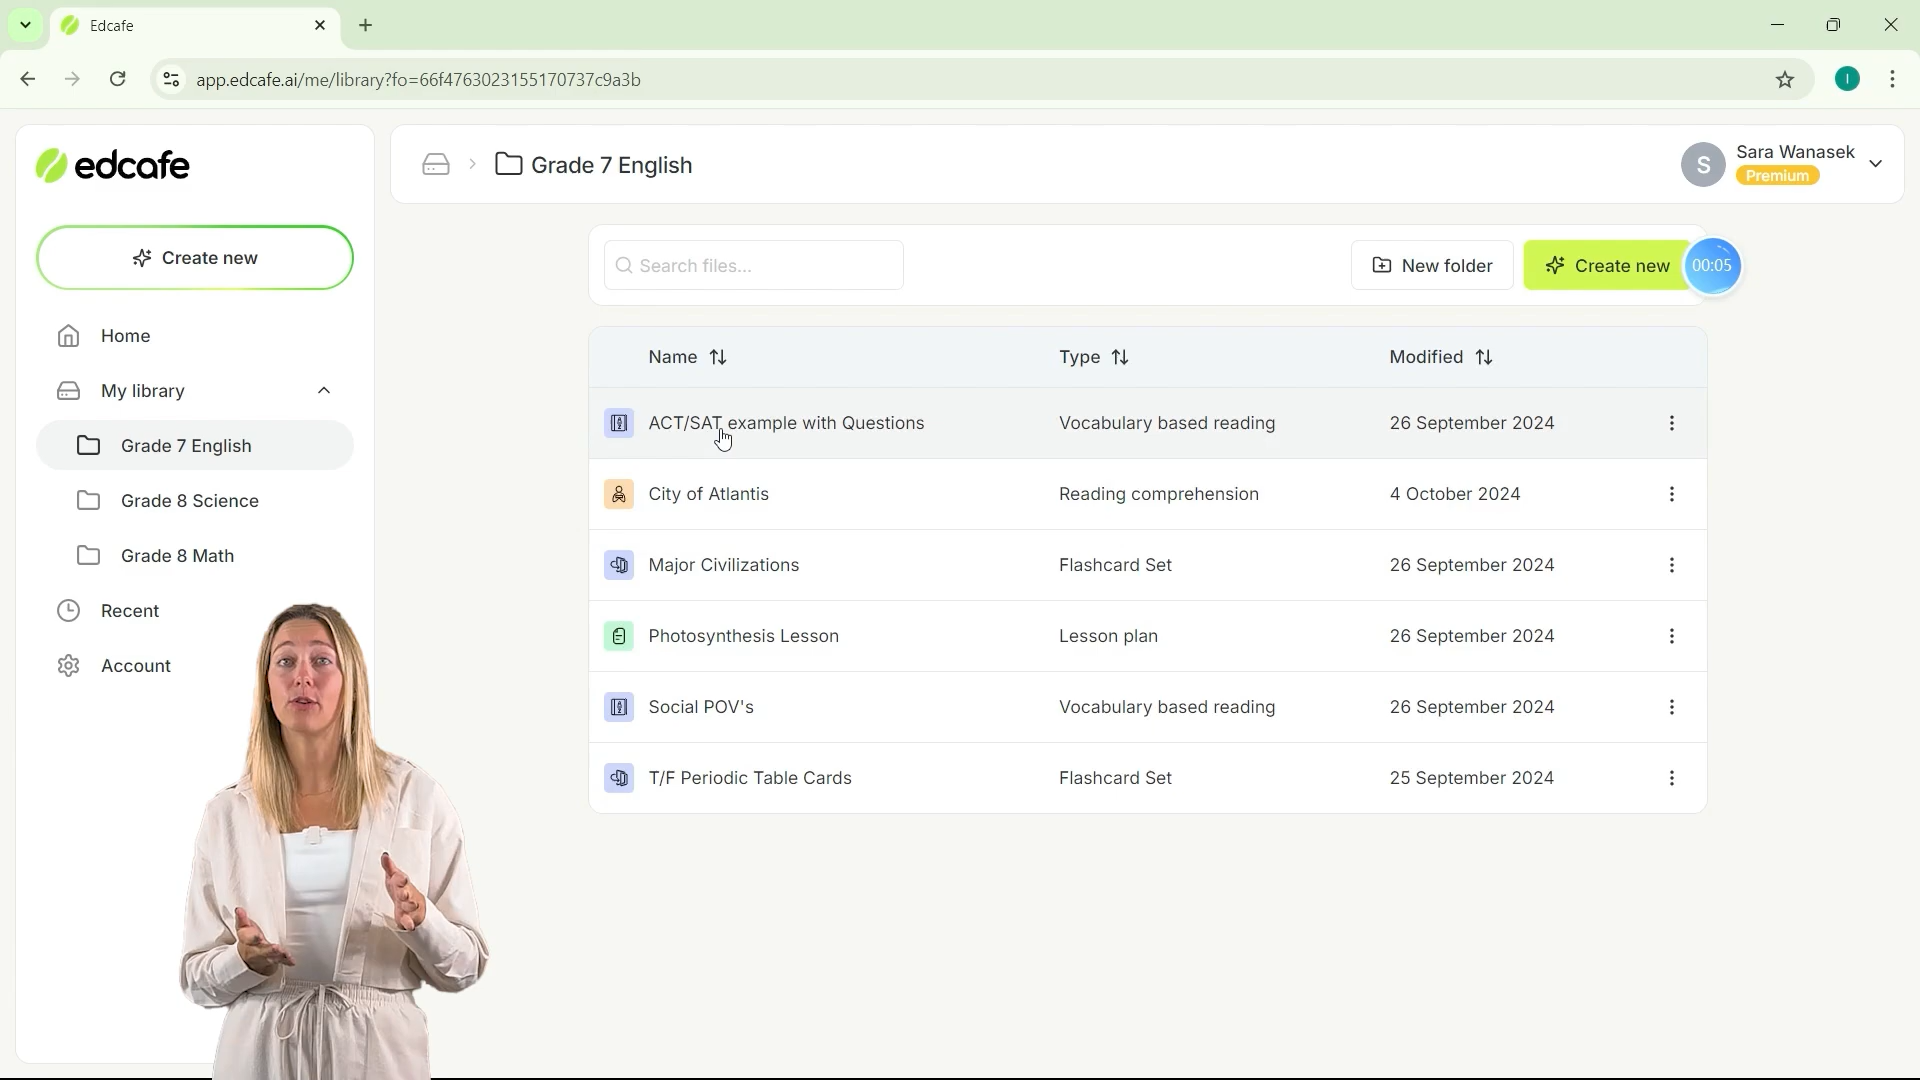 Edcafe
app.edcafe.ai/me/library?fo=66f4763023155170737c9a3b
edcafe
Grade 7 English
S
Sara Wanasek
Premium
Create new
Search files...
New folder
Create new
00:05
Home
My library
Grade 7 English
Grade 8 Science
Grade 8 Math
Recent
Account
Name Type Modified
ACT/SAT example with Questions Vocabulary based reading 26 September 2024
City of Atlantis Reading comprehension 4 October 2024
Major Civilizations Flashcard Set 26 September 2024
Photosynthesis Lesson Lesson plan 26 September 2024
Social POV's Vocabulary based reading 26 September 2024
T/F Periodic Table Cards Flashcard Set 25 September 2024